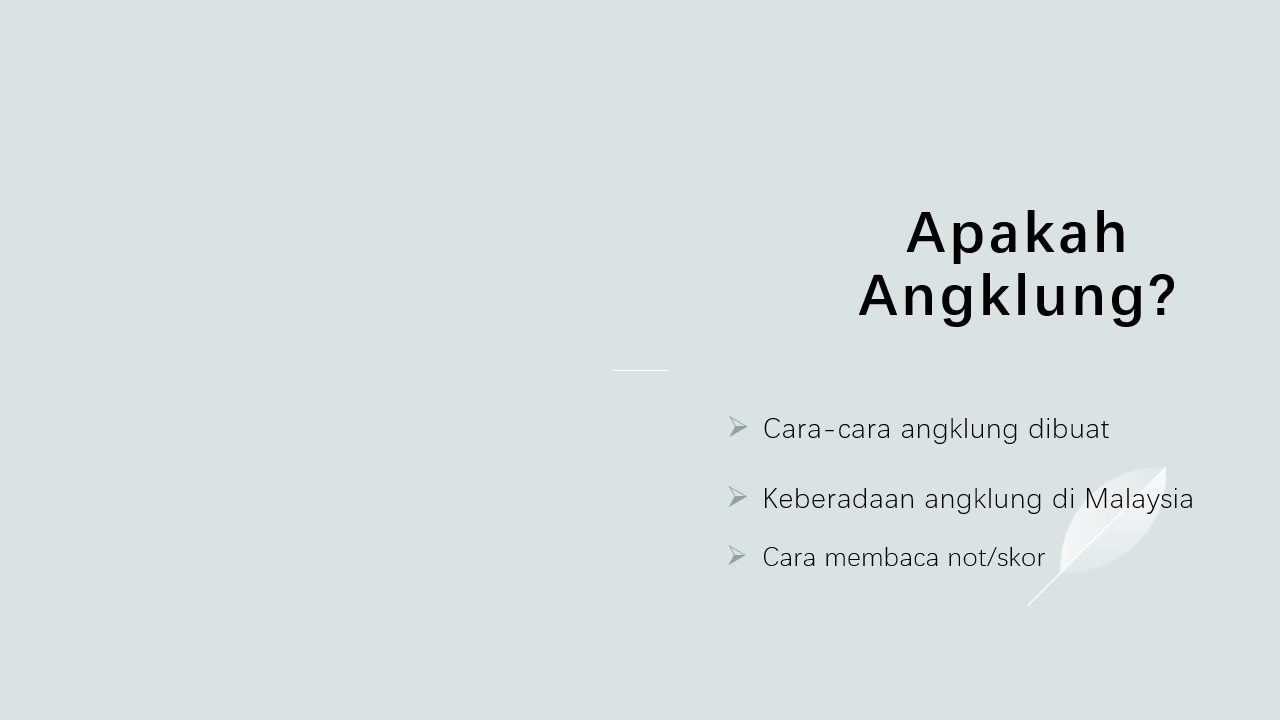 Apakah
Angklung?
Cara-cara angklung dibuat
Keberadaan angklung di Malaysia
Cara membaca not/skor